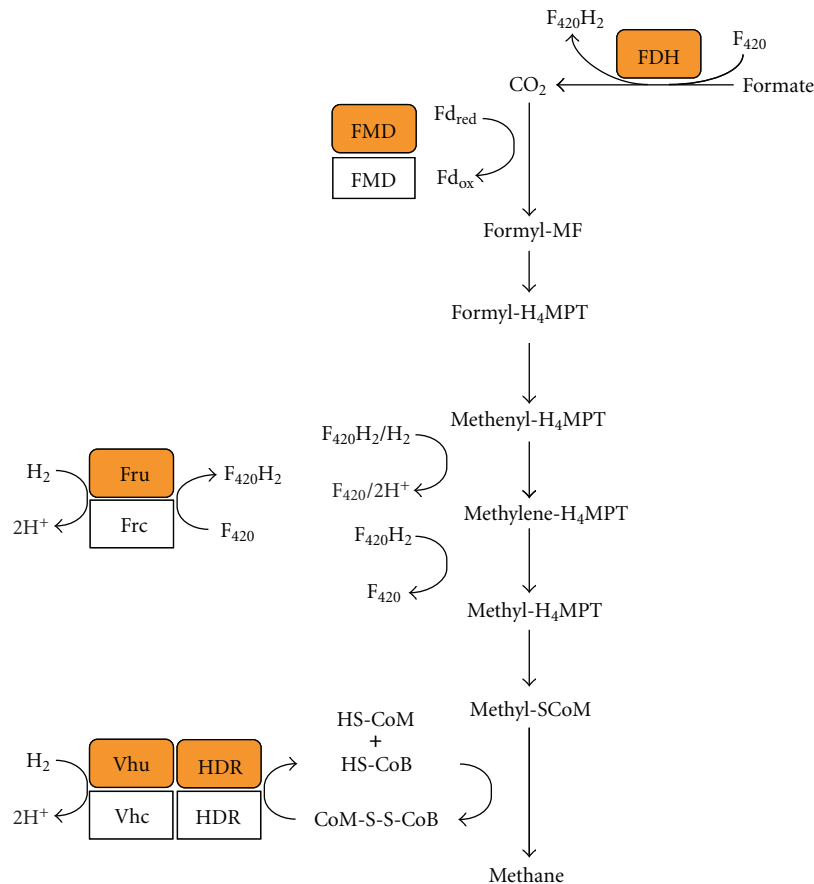 F₄₂₀H₂
FDH
F₄₂₀
CO₂
Formate
FMD
Fd_red
FMD
Fd_ox
Formyl-MF
Formyl-H₄MPT
Methenyl-H₄MPT
F₄₂₀H₂/H₂
H₂
Fru
F₄₂₀H₂
F₄₂₀/2H⁺
Methylene-H₄MPT
2H⁺
Frc
F₄₂₀
F₄₂₀H₂
F₄₂₀
Methyl-H₄MPT
Methyl-SCoM
HS-CoM
+
HS-CoB
H₂
Vhu
HDR
2H⁺
Vhc
HDR
CoM-S-S-CoB
Methane